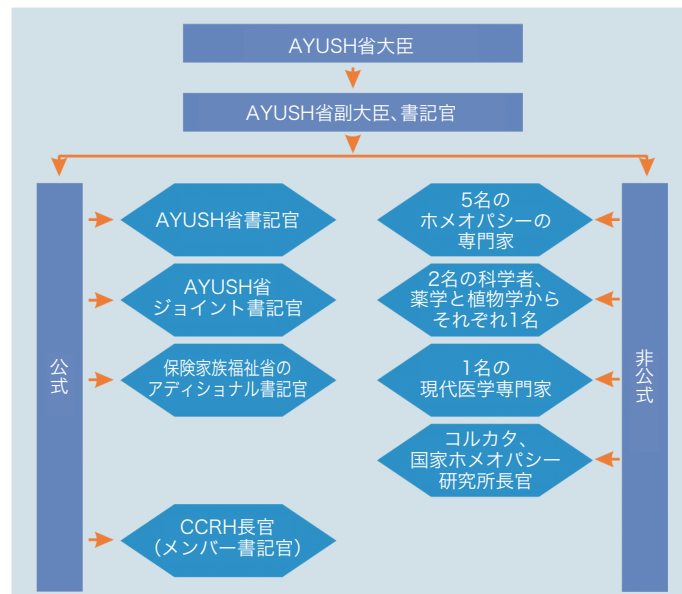 AYUSH省大臣
AYUSH省副大臣、書記官
公式
AYUSH省書記官
AYUSH省
ジョイント書記官
保険家族福祉省の
アディショナル書記官
CCRH長官
（メンバー書記官）
5名の
ホメオパシーの
専門家
2名の科学者、
薬学と植物学から
それぞれ1名
1名の
現代医学専門家
コルカタ、
国家ホメオパシー
研究所長官
非公式